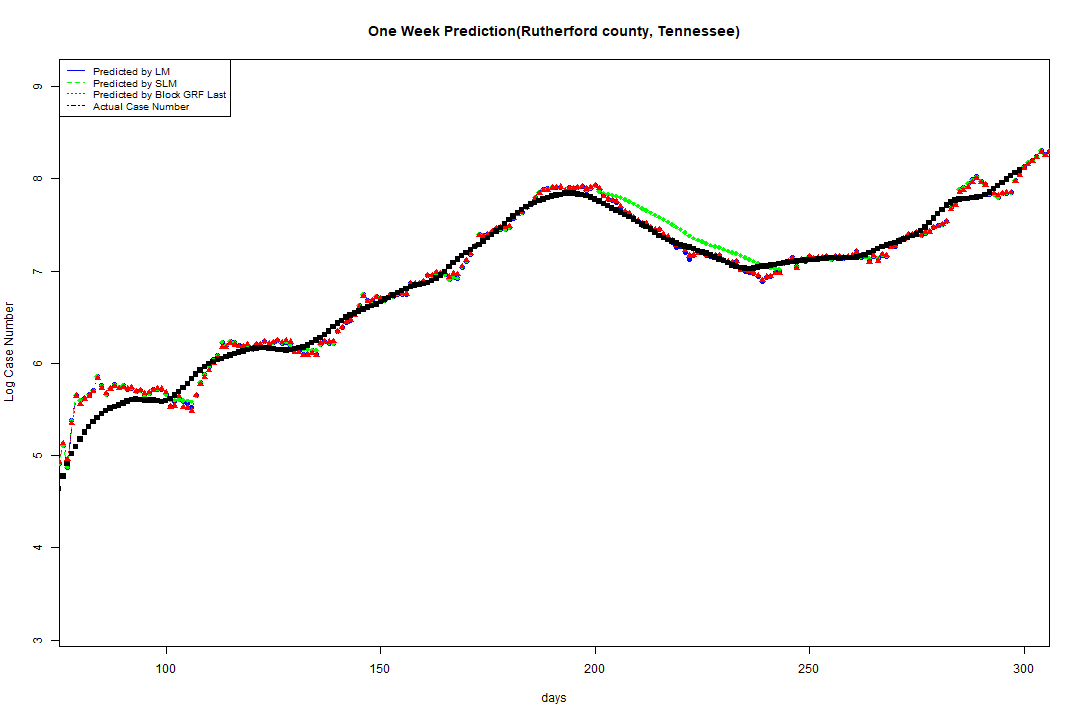 One Week Prediction(Rutherford county, Tennessee)
Predicted by LM
Predicted by SLM
Predicted by Block GRF Last
Actual Case Number
9
8
7
6
5
4
3
Log Case Number
100
150
200
250
300
days